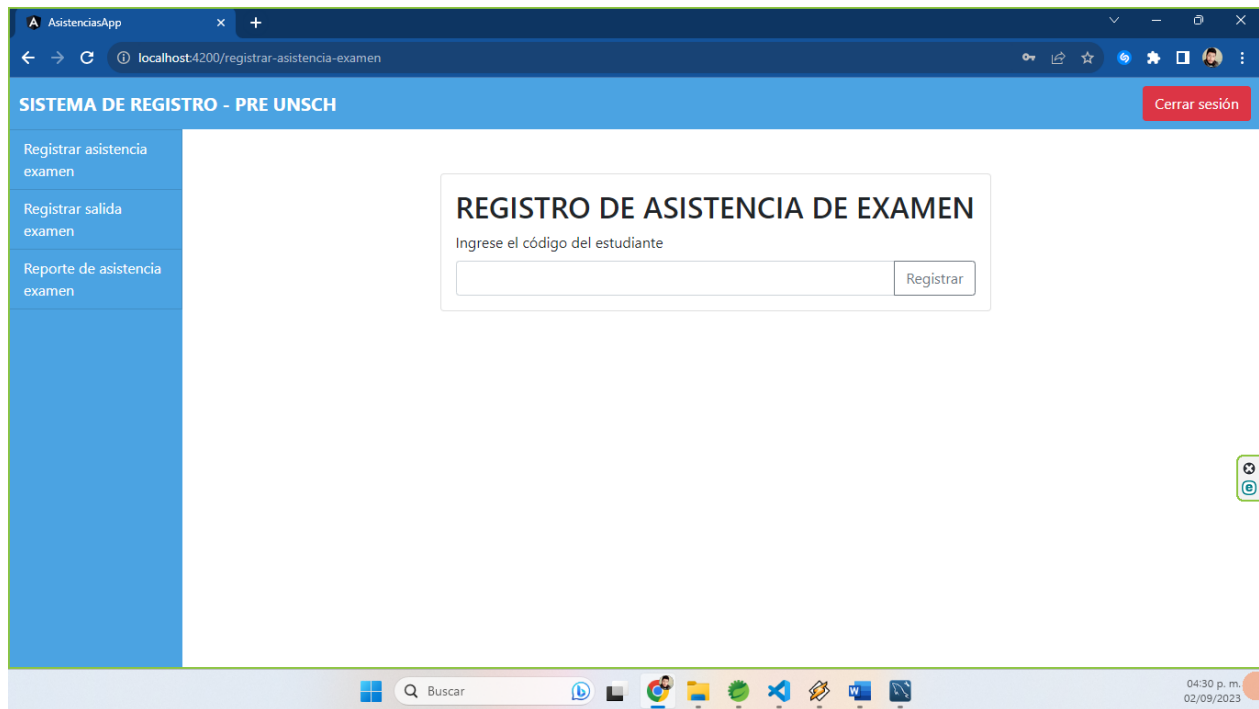 AsistenciasApp
localhost:4200/registrar-asistencia-examen
SISTEMA DE REGISTRO - PRE UNSCH
Cerrar sesión
Registrar asistencia
examen
Registrar salida
examen
Reporte de asistencia
examen
REGISTRO DE ASISTENCIA DE EXAMEN
Ingrese el código del estudiante
Registrar
Buscar
04:30 p. m.
02/09/2023